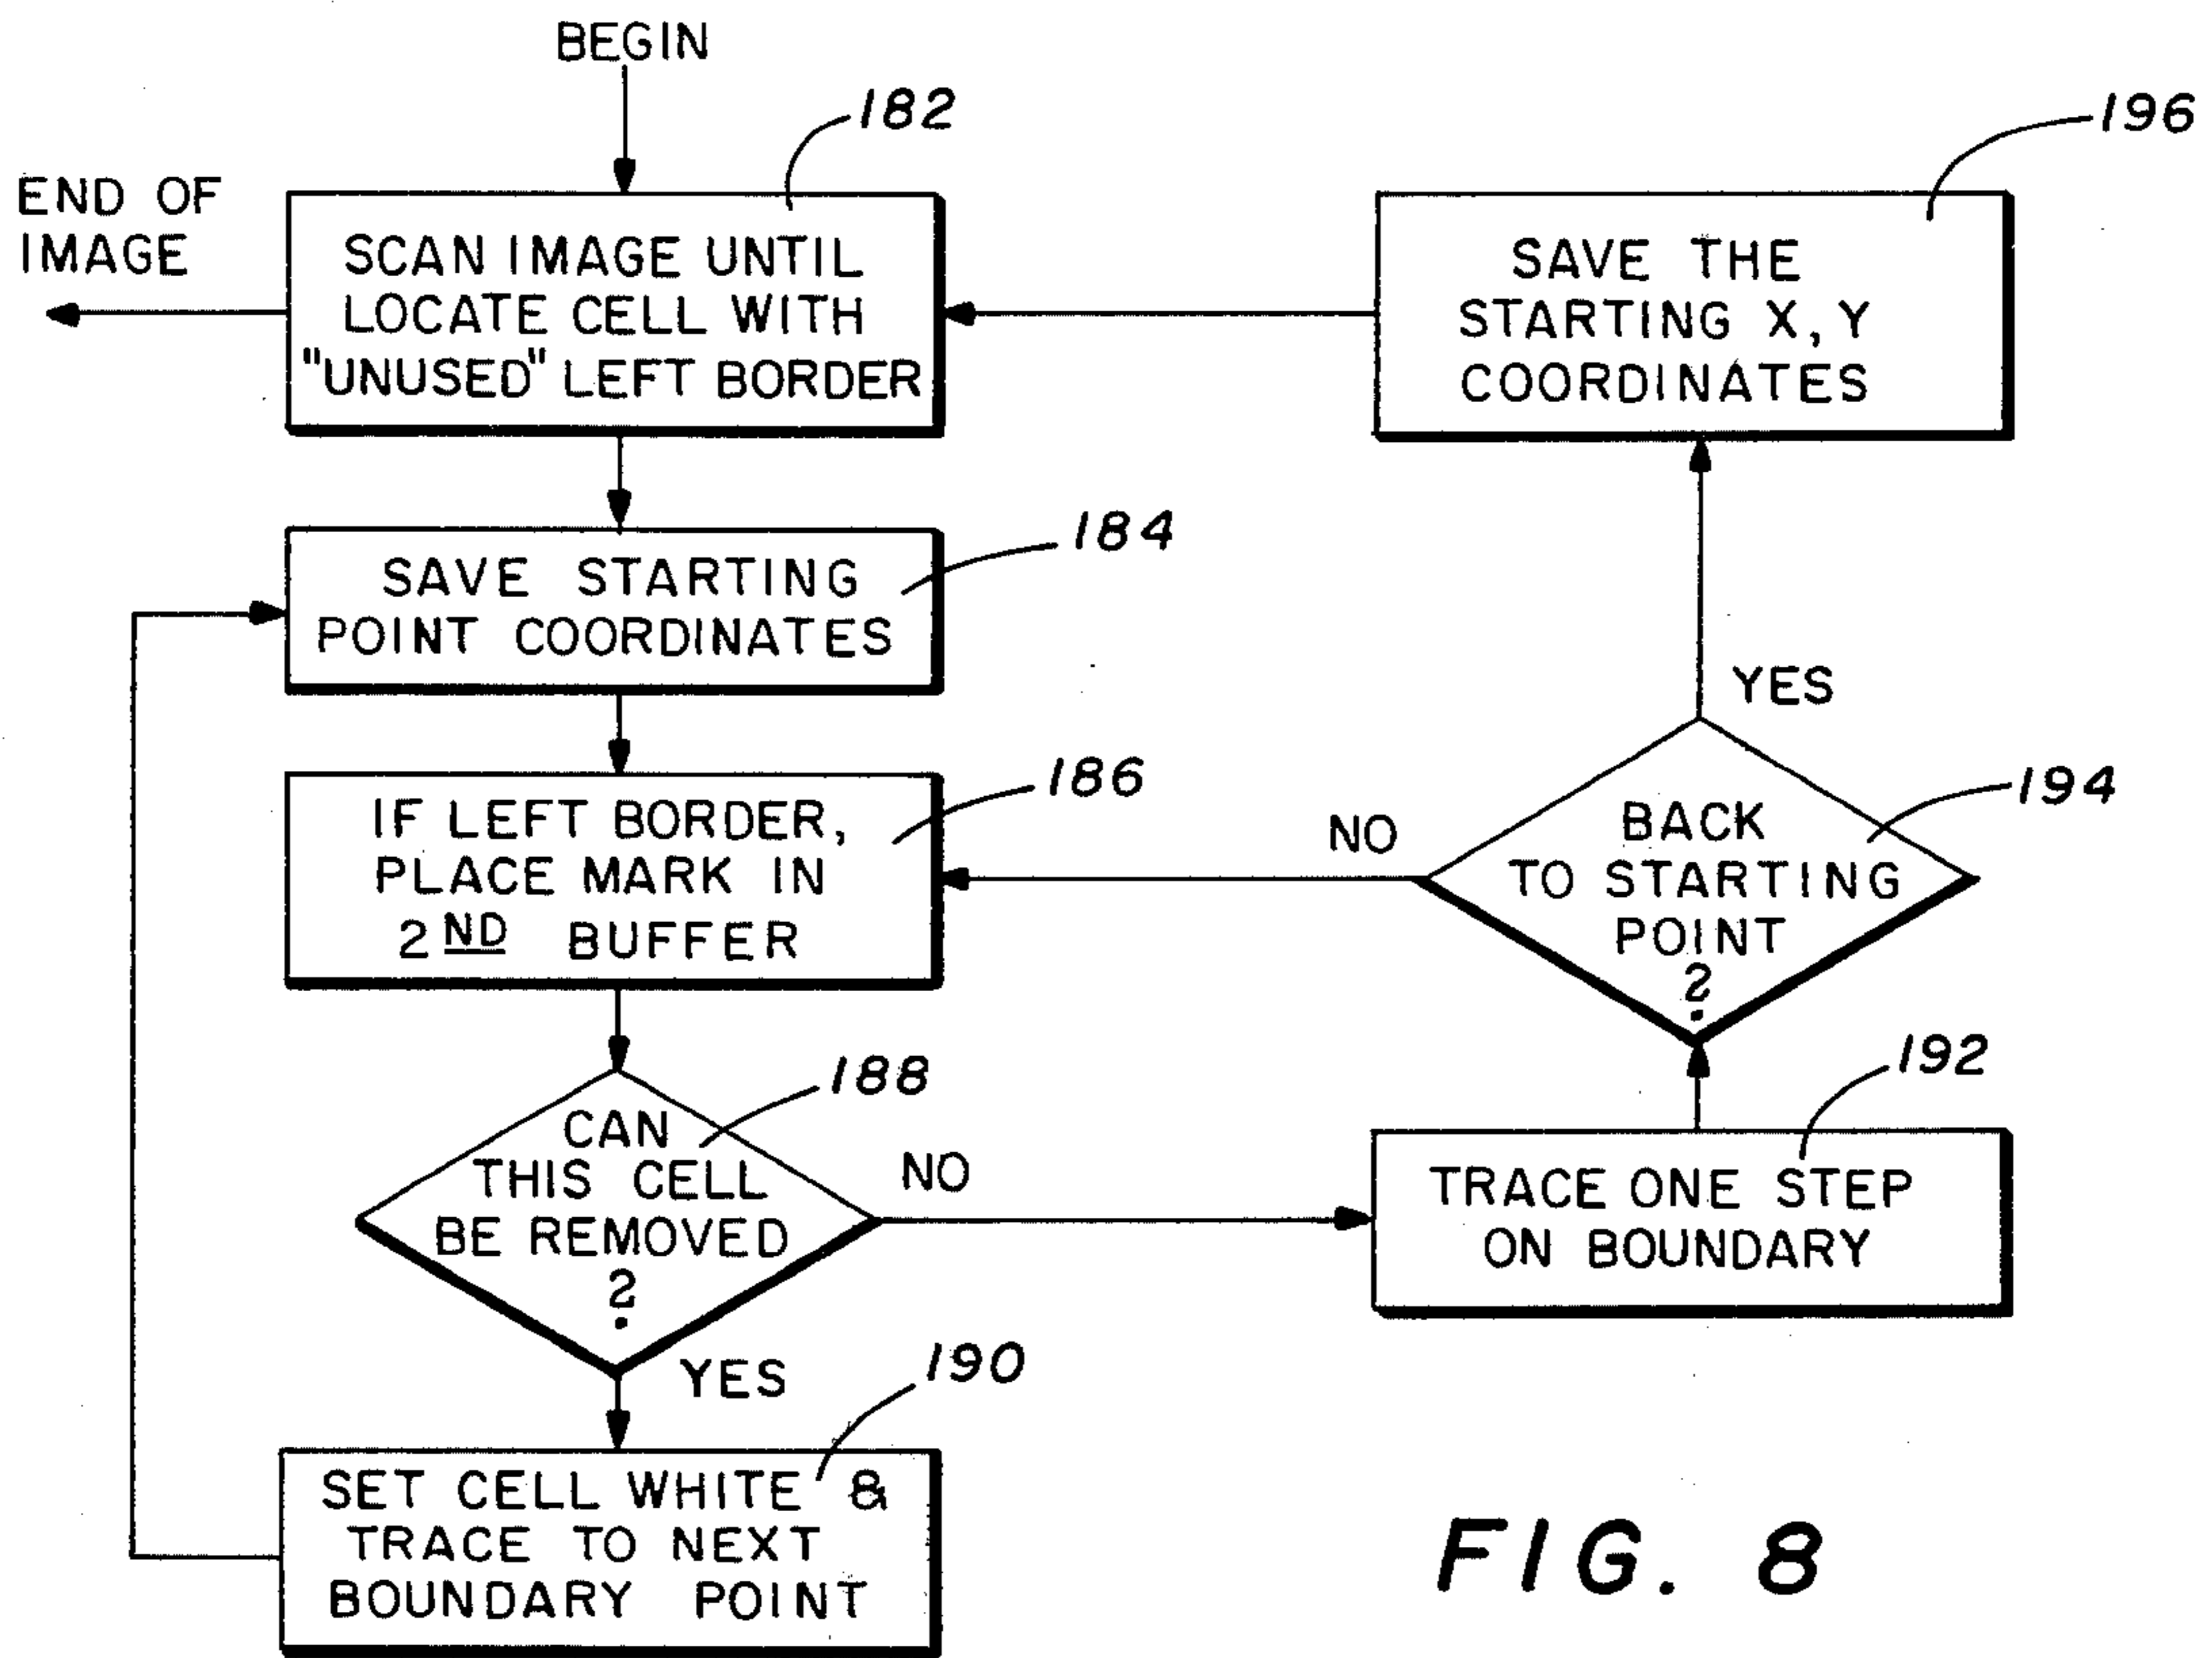 BEGIN
182
196
END OF
IMAGE
SCAN IMAGE UNTIL
LOCATE CELL WITH
"UNUSED" LEFT BORDER
SAVE THE
STARTING X, Y
COORDINATES
184
SAVE STARTING
POINT COORDINATES
YES
186
IF LEFT BORDER,
PLACE MARK IN
2ND BUFFER
NO
194
BACK
TO STARTING
POINT
?
188
CAN
THIS CELL
BE REMOVED
?
NO
192
TRACE ONE STEP
ON BOUNDARY
YES
190
SET CELL WHITE &
TRACE TO NEXT
BOUNDARY POINT
FIG. 8